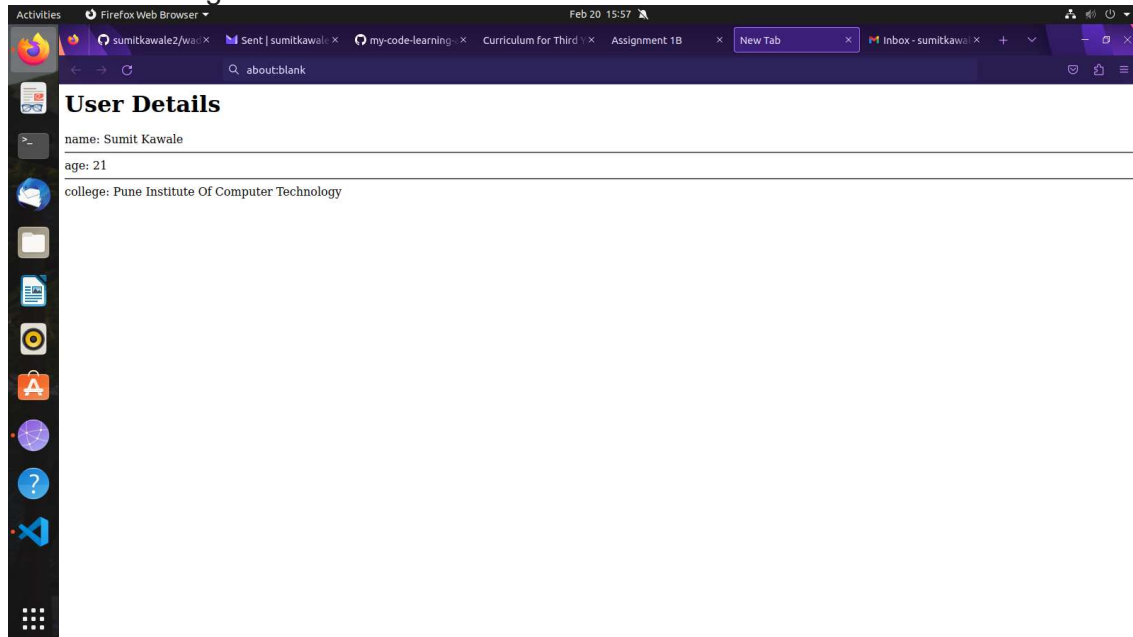 Activities Firefox Web Browser Feb 20 15:57
sumitkawale2/wad Sent | sumitkawale my-code-learning- Curriculum for Third Y Assignment 1B New Tab Inbox - sumitkawal
about:blank
User Details
name: Sumit Kawale
age: 21
college: Pune Institute Of Computer Technology